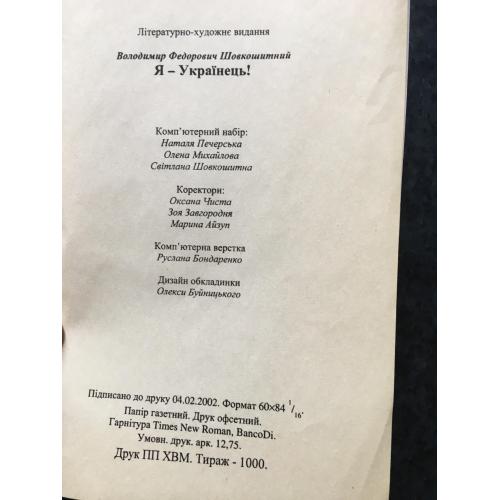 Літературно-художнє видання
Володимир Федорович Шовкошитний
Я – Українець!
Комп'ютерний набір:
Наталя Печерська
Олена Михайлова
Світлана Шовкошитна
Коректори:
Оксана Чиста
Зоя Завгородня
Марина Айзуп
Комп'ютерна верстка
Руслана Бондаренко
Дизайн обкладинки
Олекси Буйницького
Підписано до друку 04.02.2002. Формат 60×84 1/16.
Папір газетний. Друк офсетний.
Гарнітура Times New Roman, BancoDi.
Умовн. друк. арк. 12,75.
Друк ПП ХВМ. Тираж - 1000.